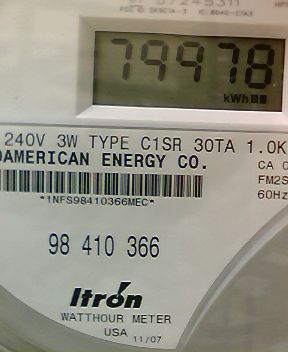 79978
kWh
240V 3W TYPE C1SR 30TA 1.0K
AMERICAN ENERGY CO.
CA
FM2S
60Hz
*1NFS98410366MEC*
98 410 366
Itrón
WATTHOUR METER
USA 11/07